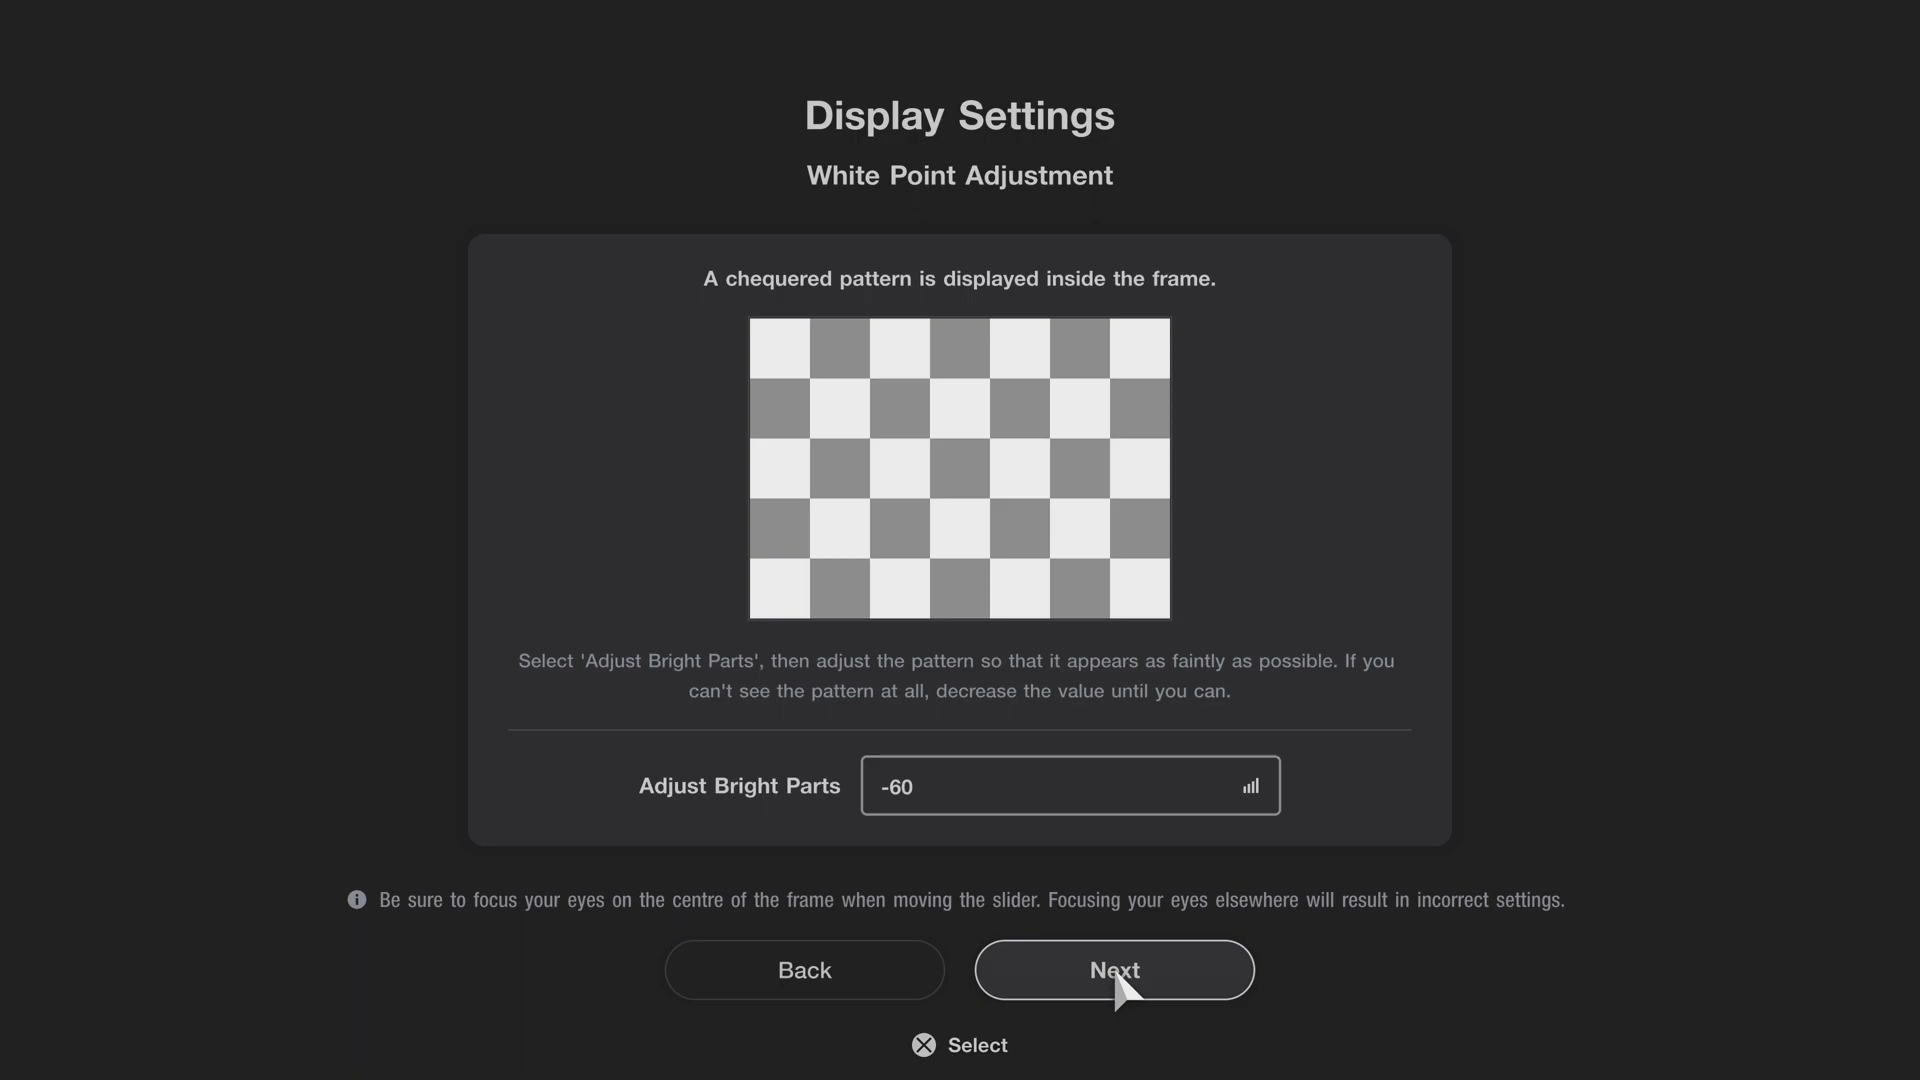 Display Settings
White Point Adjustment
A chequered pattern is displayed inside the frame.
Select 'Adjust Bright Parts', then adjust the pattern so that it appears as faintly as possible. If you
can't see the pattern at all, decrease the value until you can.
Adjust Bright Parts -60
Be sure to focus your eyes on the centre of the frame when moving the slider. Focusing your eyes elsewhere will result in incorrect settings.
Back Next
Select